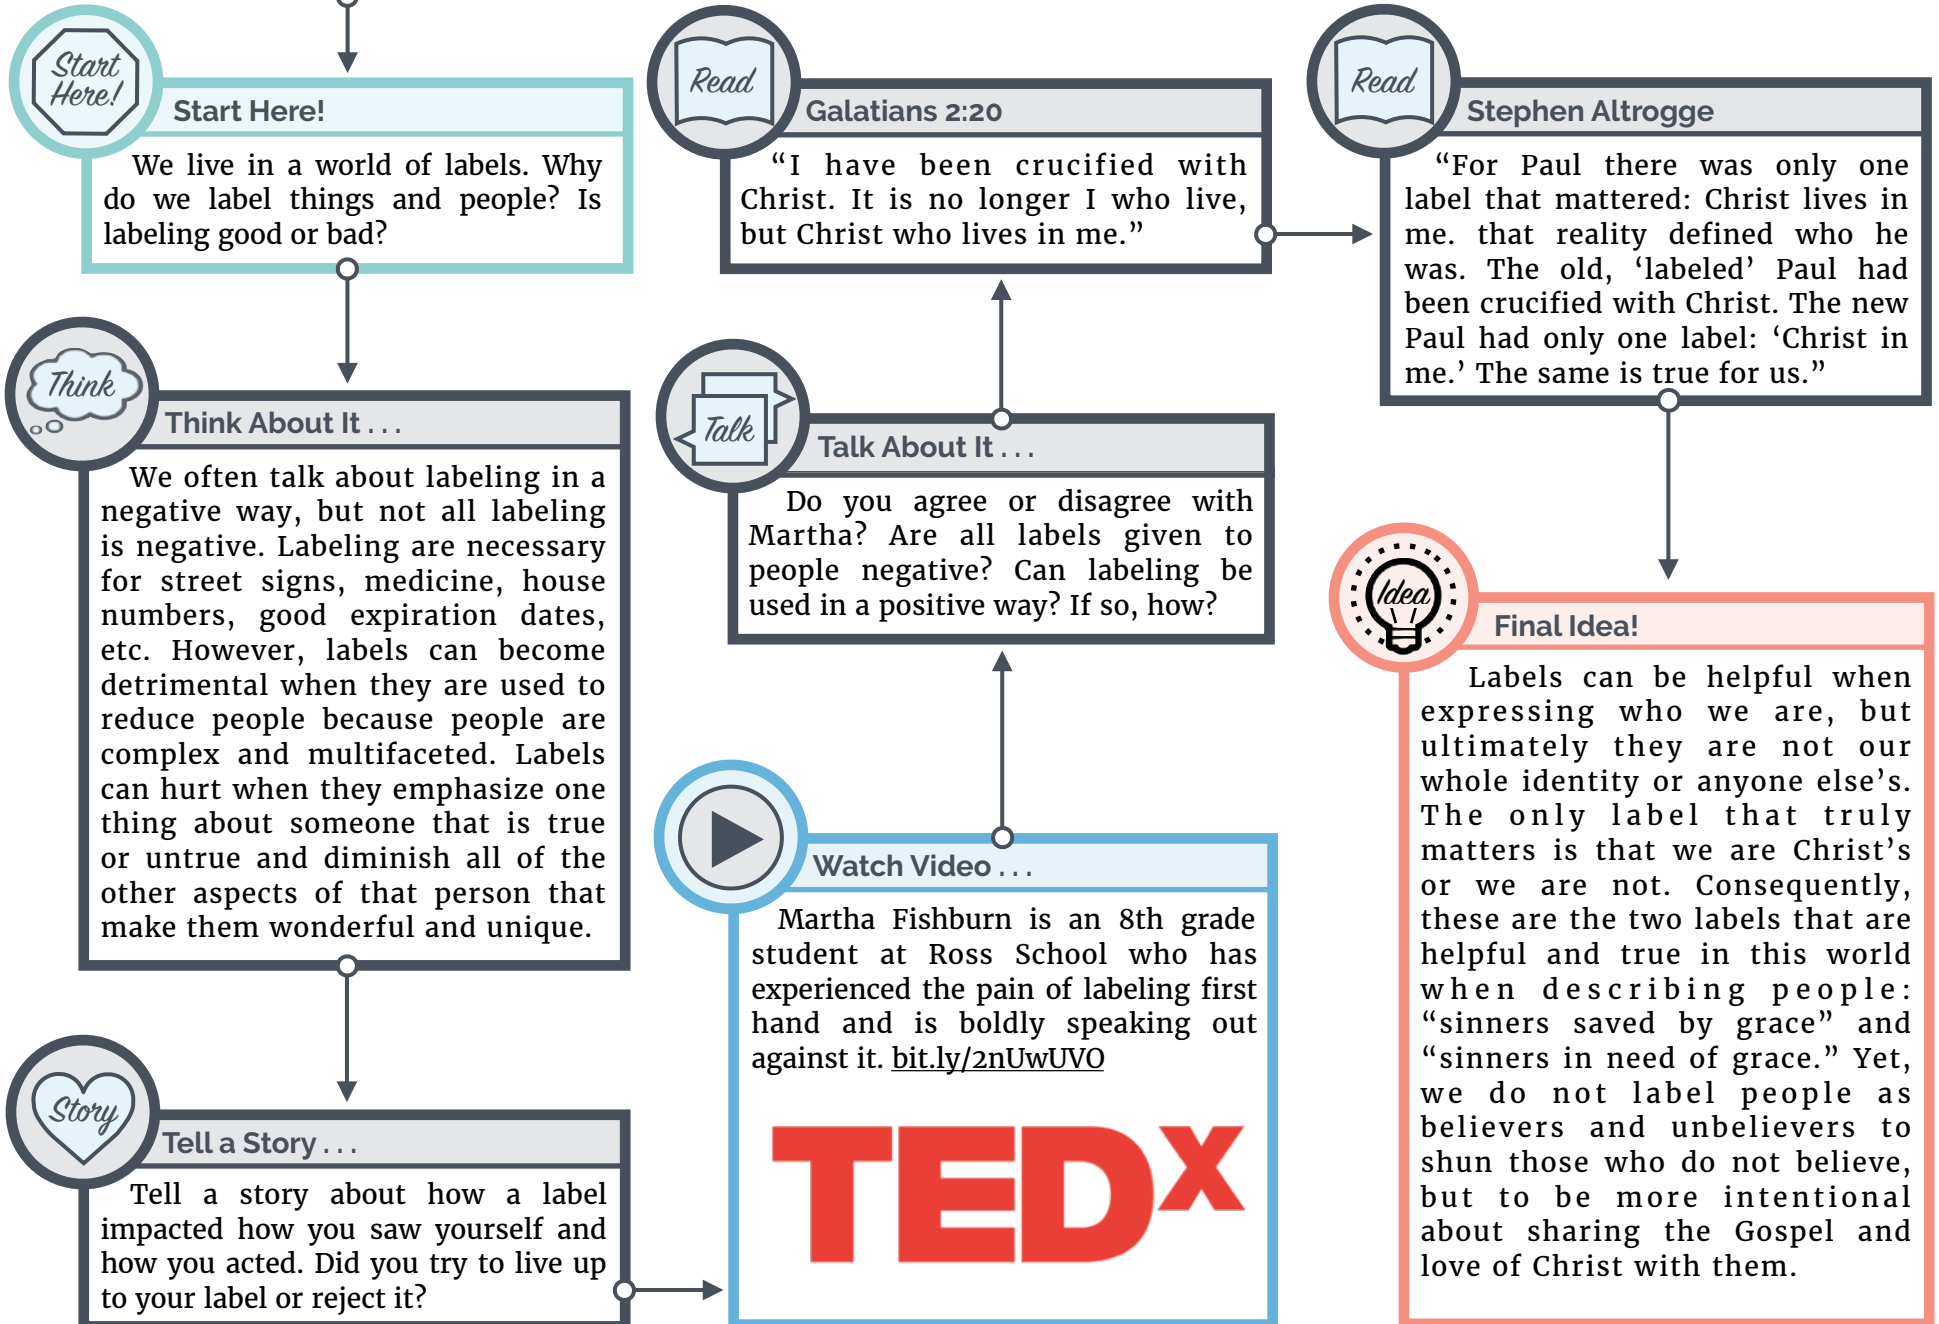 Start
Here!
Start Here!
We live in a world of labels. Why
do we label things and people? Is
labeling good or bad?
Think
Think About It . . .
We often talk about labeling in a
negative way, but not all labeling
is negative. Labeling are necessary
for street signs, medicine, house
numbers, good expiration dates,
etc. However, labels can become
detrimental when they are used to
reduce people because people are
complex and multifaceted. Labels
can hurt when they emphasize one
thing about someone that is true
or untrue and diminish all of the
other aspects of that person that
make them wonderful and unique.
Story
Tell a Story . . .
Tell a story about how a label
impacted how you saw yourself and
how you acted. Did you try to live up
to your label or reject it?
Watch Video . . .
Martha Fishburn is an 8th grade
student at Ross School who has
experienced the pain of labeling first
hand and is boldly speaking out
against it. bit.ly/2nUwUVO
TEDx
Talk
Talk About It . . .
Do you agree or disagree with
Martha? Are all labels given to
people negative? Can labeling be
used in a positive way? If so, how?
Read
Galatians 2:20
“I have been crucified with
Christ. It is no longer I who live,
but Christ who lives in me.”
Read
Stephen Altrogge
“For Paul there was only one
label that mattered: Christ lives in
me. that reality defined who he
was. The old, ‘labeled’ Paul had
been crucified with Christ. The new
Paul had only one label: ‘Christ in
me.’ The same is true for us.”
Idea
Final Idea!
Labels can be helpful when
expressing who we are, but
ultimately they are not our
whole identity or anyone else’s.
The only label that truly
matters is that we are Christ’s
or we are not. Consequently,
these are the two labels that are
helpful and true in this world
when describing people:
“sinners saved by grace” and
“sinners in need of grace.” Yet,
we do not label people as
believers and unbelievers to
shun those who do not believe,
but to be more intentional
about sharing the Gospel and
love of Christ with them.